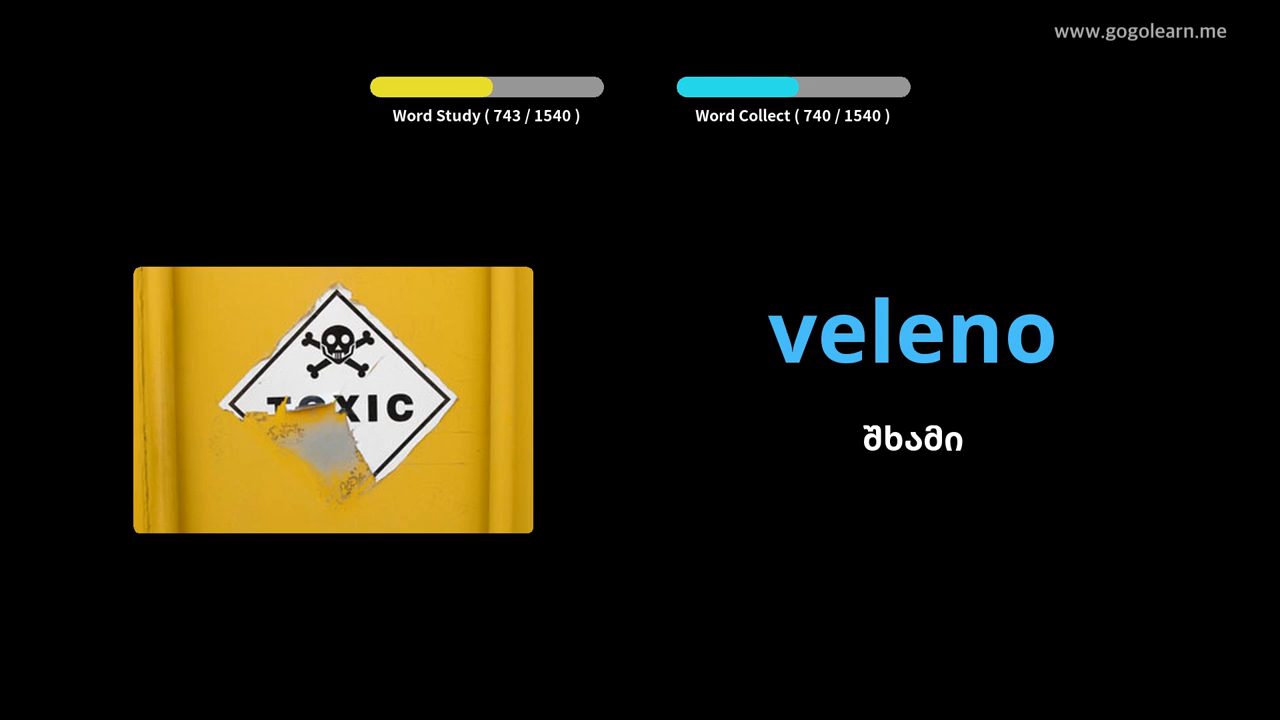 www.gogolearn.me
Word Study ( 743 / 1540 )
Word Collect ( 740 / 1540 )
TOXIC
veleno
შხამი